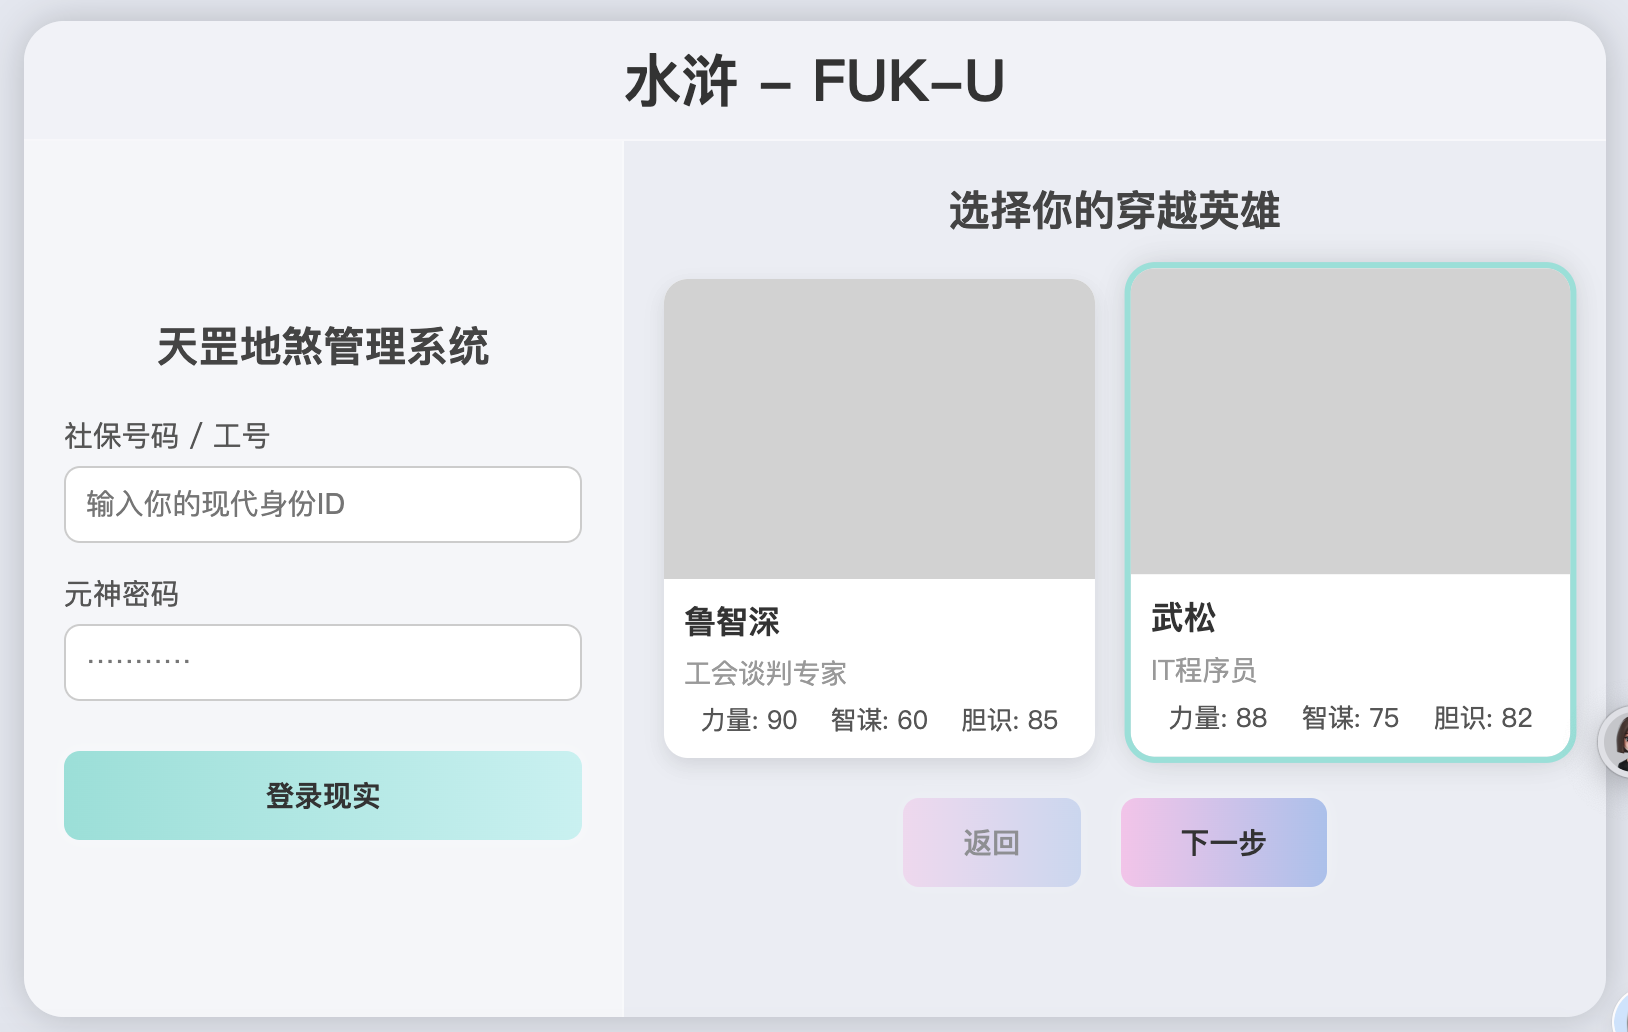 水浒 – FUK–U
天罡地煞管理系统
社保号码 / 工号
输入你的现代身份ID
元神密码
···········
登录现实
选择你的穿越英雄
鲁智深
工会谈判专家
力量: 90 智谋: 60 胆识: 85
武松
IT程序员
力量: 88 智谋: 75 胆识: 82
返回
下一步